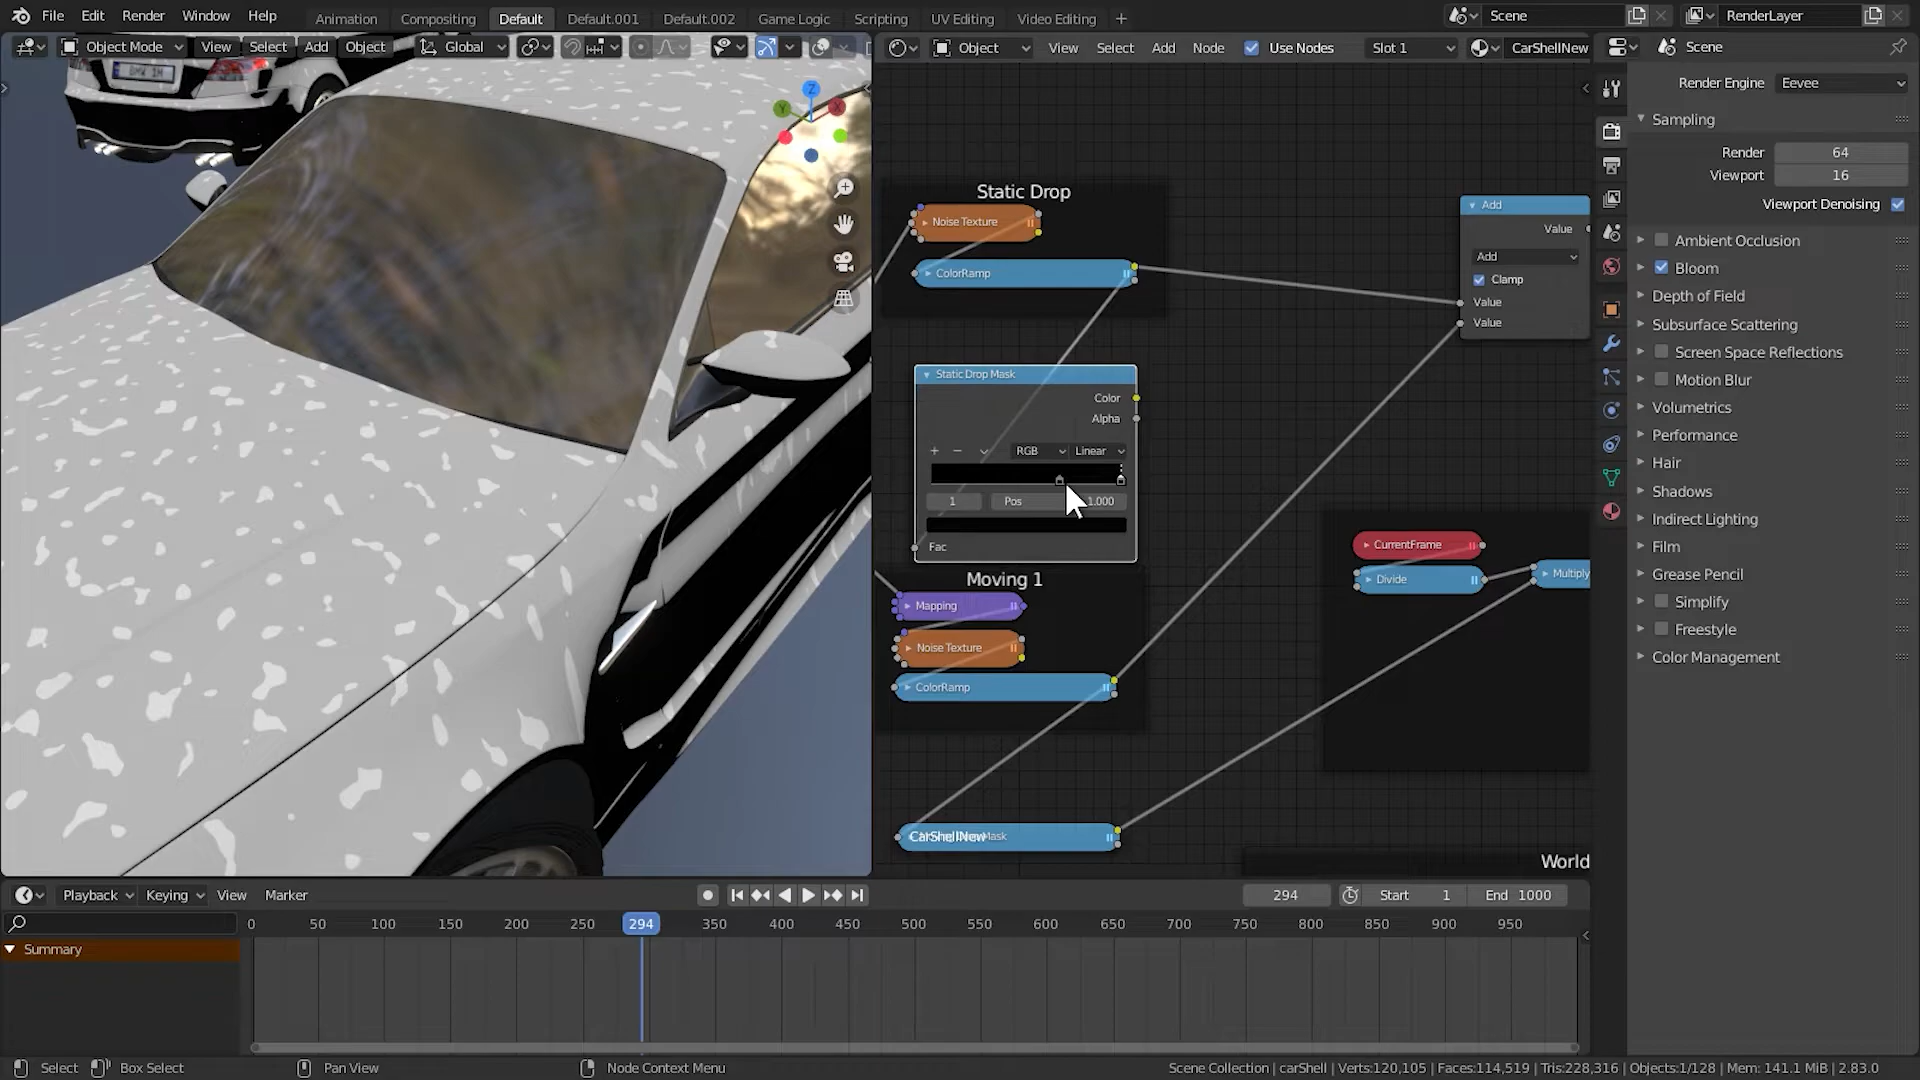 File Edit Render Window Help Animation Compositing Default Default.001 Default.002 Game Logic Scripting UV Editing Video Editing + Scene RenderLayer
Object Mode View Select Add Object Global Object View Select Add Node Use Nodes Slot 1 CarShellNew Scene
Z
Y
X
Static Drop
Noise Texture
ColorRamp
Add
Value
Add
Clamp
Value
Value
Static Drop Mask
Color
Alpha
+ − RGB Linear
1 Pos 1.000
Fac
Moving 1
Mapping
Noise Texture
ColorRamp
CurrentFrame
Divide
Multiply
CarShellNew
Mask
World
Render Engine Eevee
Sampling
Render 64
Viewport 16
Viewport Denoising
Ambient Occlusion
Bloom
Depth of Field
Subsurface Scattering
Screen Space Reflections
Motion Blur
Volumetrics
Performance
Hair
Shadows
Indirect Lighting
Film
Grease Pencil
Simplify
Freestyle
Color Management
Playback Keying View Marker 294 Start 1 End 1000
0 50 100 150 200 250 294 350 400 450 500 550 600 650 700 750 800 850 900 950
Summary
Select Box Select Pan View Node Context Menu Scene Collection | carShell | Verts:120,105 | Faces:114,519 | Tris:228,316 | Objects:1/128 | Mem: 141.1 MiB | 2.83.0